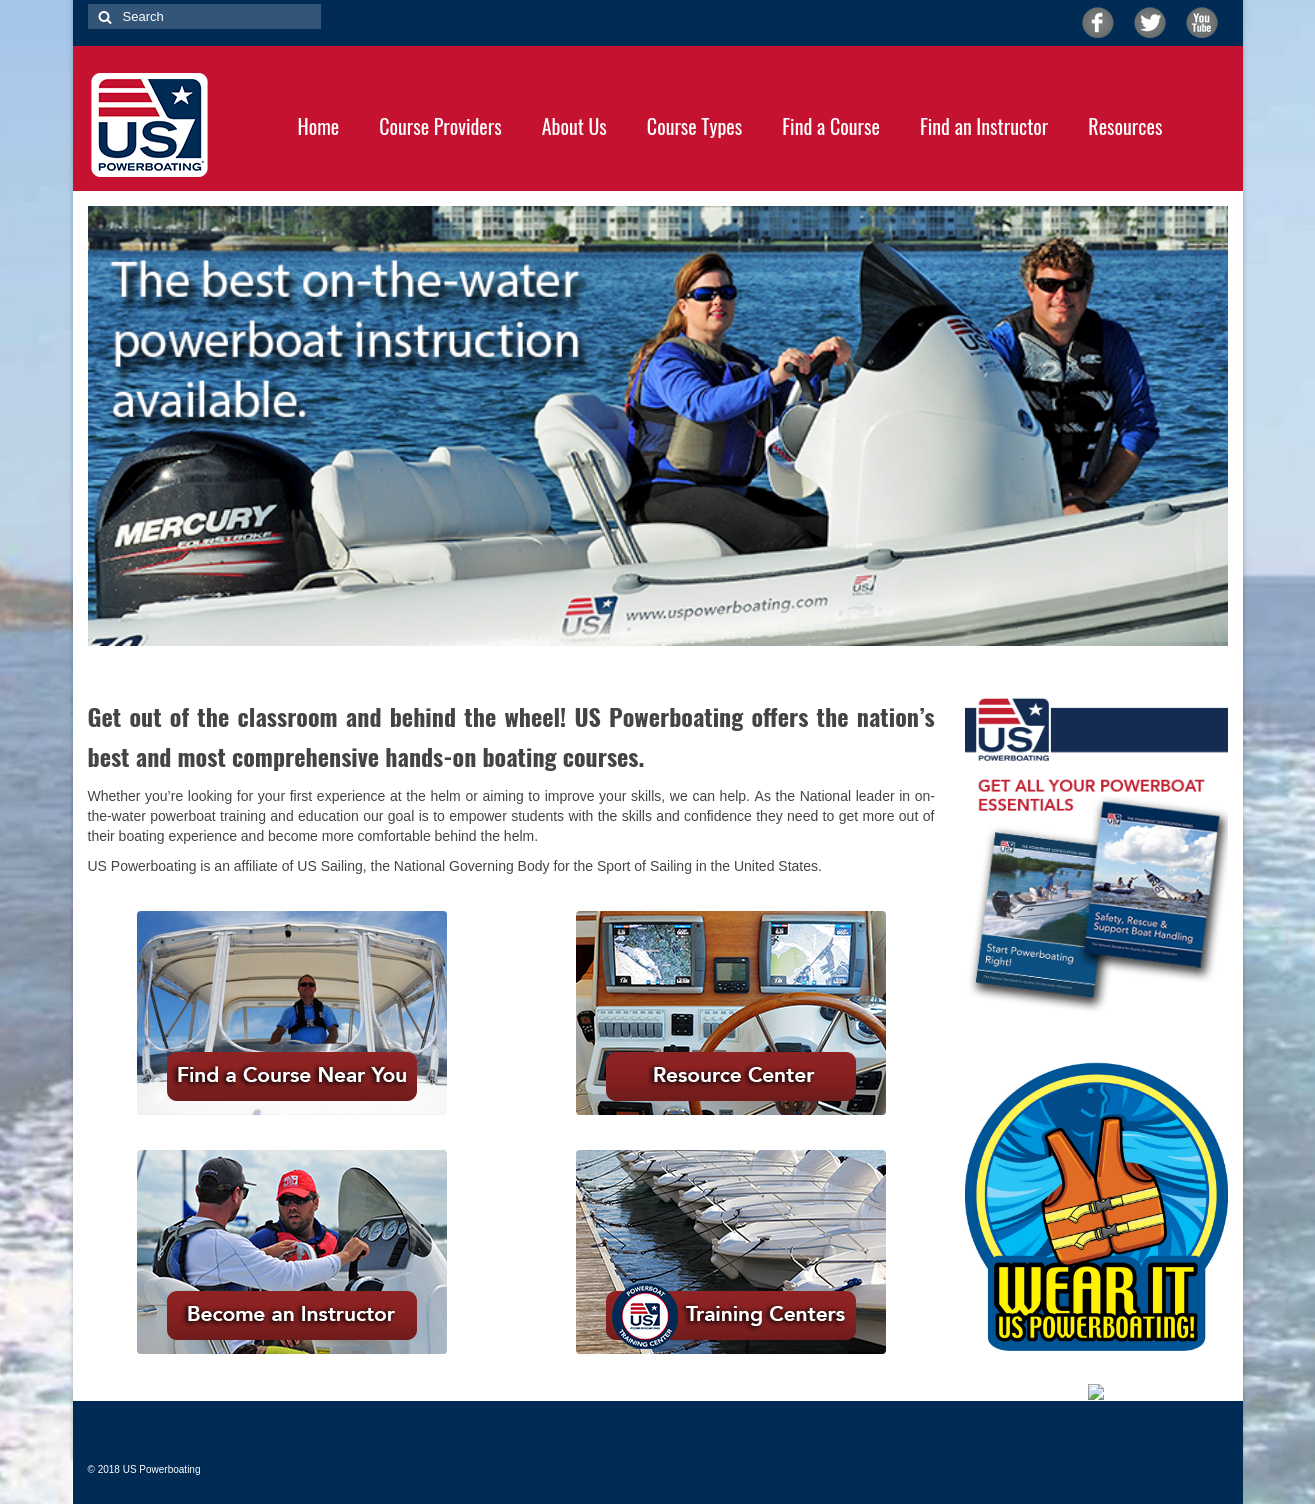 Search
You
Tube
US
POWERBOATING
Home
Course Providers
About Us
Course Types
Find a Course
Find an Instructor
Resources
The best on-the-water
powerboat instruction
available.
MERCURY
FOURSTROKE
US
www.uspowerboating.com
Get out of the classroom and behind the wheel! US Powerboating offers the nation’s
best and most comprehensive hands-on boating courses.
Whether you’re looking for your first experience at the helm or aiming to improve your skills, we can help. As the National leader in on-
the-water powerboat training and education our goal is to empower students with the skills and confidence they need to get more out of
their boating experience and become more comfortable behind the helm.
US Powerboating is an affiliate of US Sailing, the National Governing Body for the Sport of Sailing in the United States.
Find a Course Near You
Resource Center
Become an Instructor
POWERBOAT
US
TRAINING CENTER
Training Centers
US
POWERBOATING
GET ALL YOUR POWERBOAT
ESSENTIALS
Start Powerboating
Right!
Safety, Rescue &
Support Boat Handling
WEAR IT
US POWERBOATING!
© 2018 US Powerboating